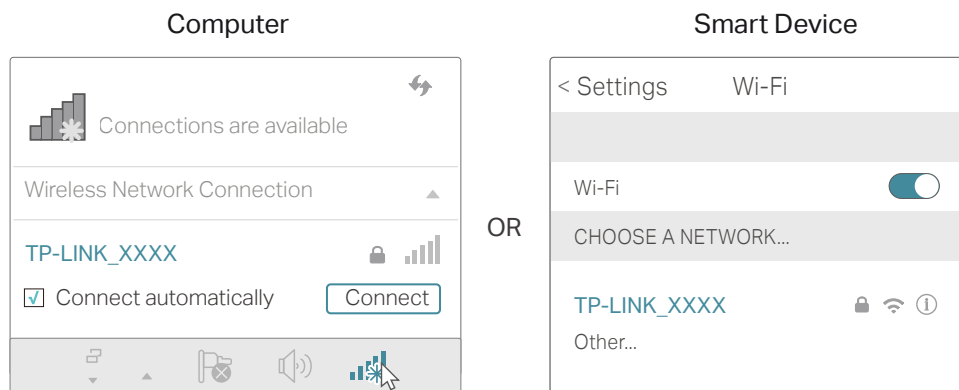 Computer
Connections are available
Wireless Network Connection
TP-LINK_XXXX
Connect automatically
Connect
OR
Smart Device
< Settings
Wi-Fi
Wi-Fi
CHOOSE A NETWORK...
TP-LINK_XXXX
Other...